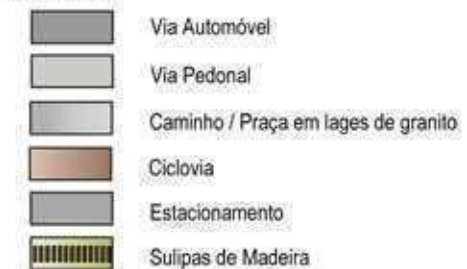 Via Automóvel
Via Pedonal
Caminho / Praça em lages de granito
Ciclovia
Estacionamento
Sulipas de Madeira